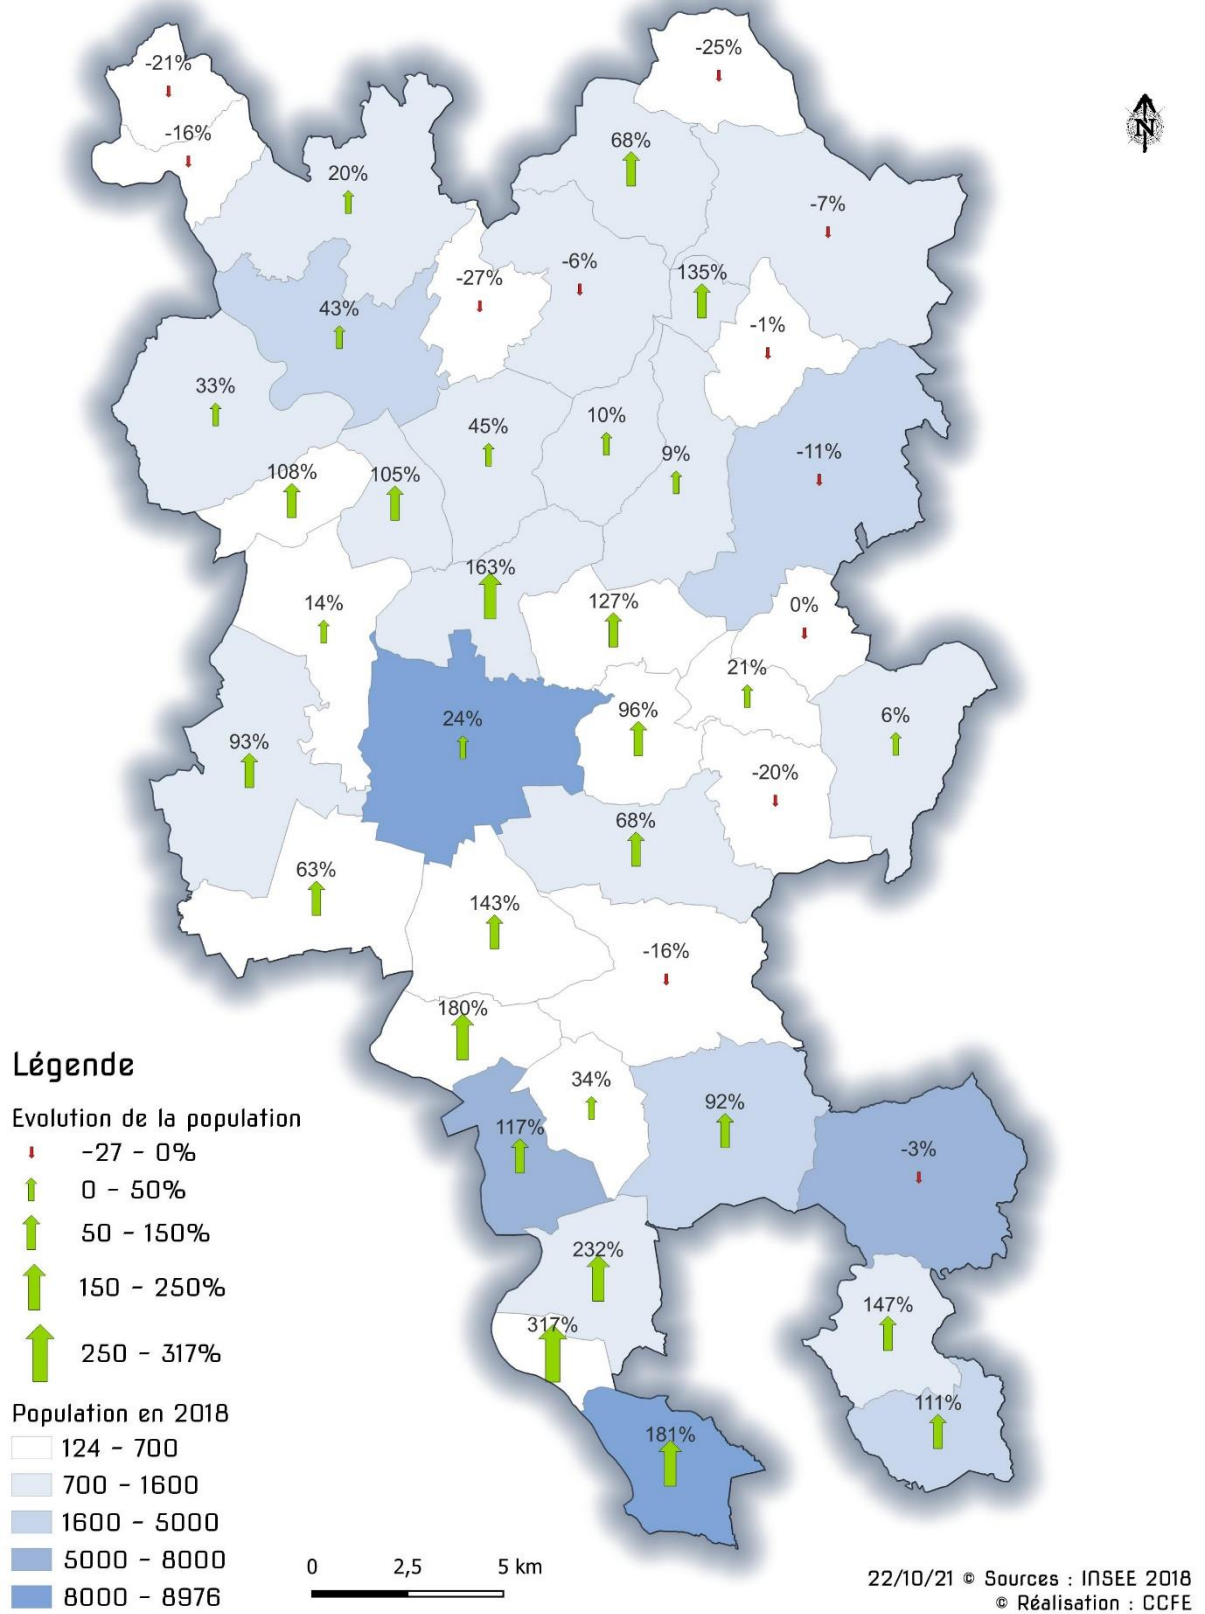 -25%
-21%
N
-16%
68%
20%
-7%
-6%
135%
-27%
43%
-1%
33%
10%
45%
9%
-11%
108%
105%
163%
127%
14%
0%
21%
96%
6%
24%
93%
-20%
68%
63%
143%
-16%
180%
34%
92%
117%
-3%
232%
147%
317%
111%
181%
Légende
Evolution de la population
-27 - 0%
0 - 50%
50 - 150%
150 - 250%
250 - 317%
Population en 2018
124 - 700
700 - 1600
1600 - 5000
5000 - 8000
8000 - 8976
0 2,5 5 km
22/10/21 © Sources : INSEE 2018
© Réalisation : CCFE